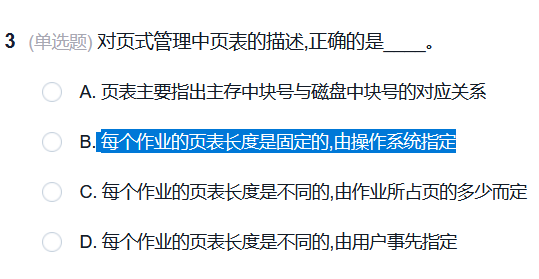 3 (单选题) 对页式管理中页表的描述,正确的是____。
A. 页表主要指出主存中块号与磁盘中块号的对应关系
B. 每个作业的页表长度是固定的,由操作系统指定
C. 每个作业的页表长度是不同的,由作业所占页的多少而定
D. 每个作业的页表长度是不同的,由用户事先指定